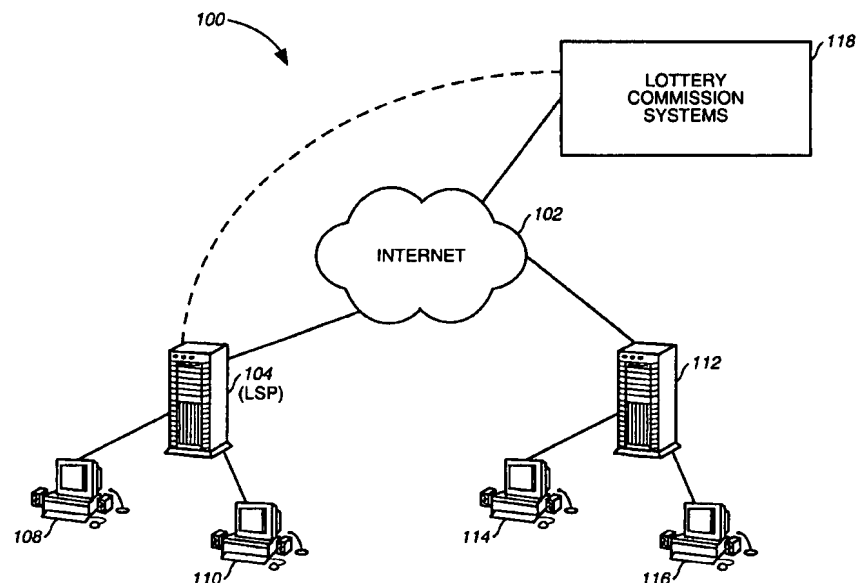 100
118
LOTTERY
COMMISSION
SYSTEMS
102
INTERNET
104
(LSP)
112
108
110
114
116